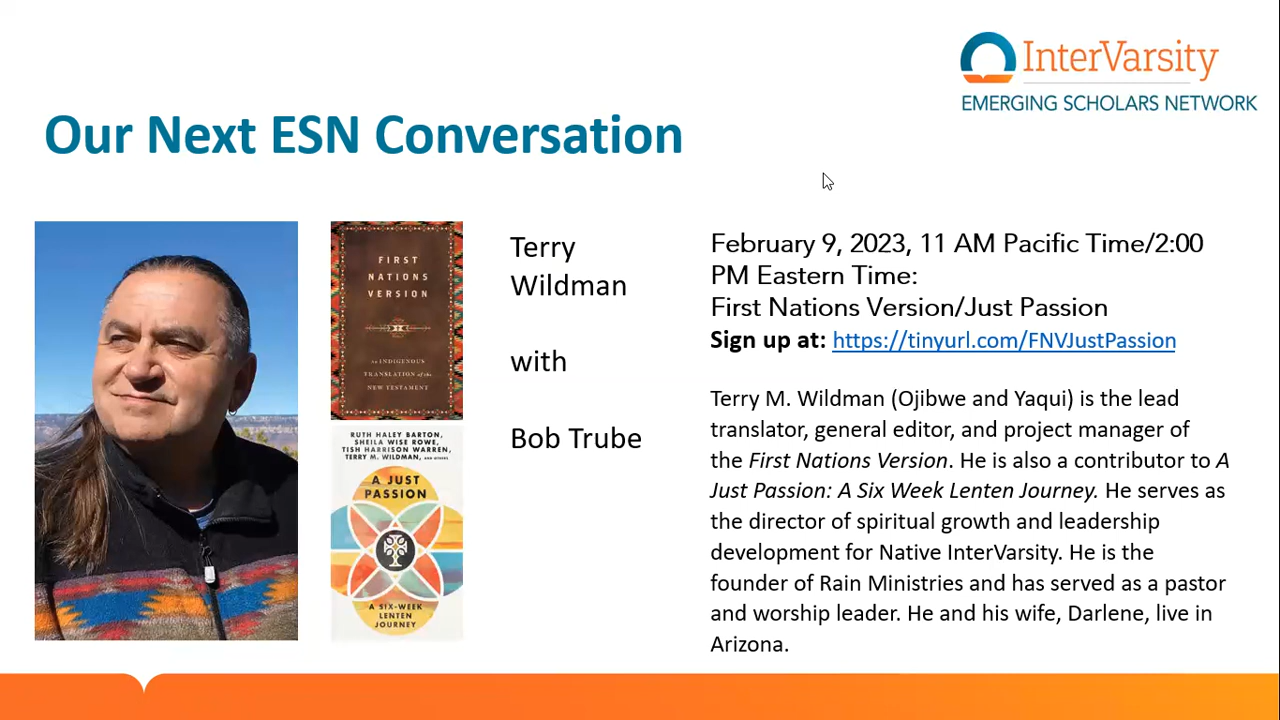 InterVarsity
EMERGING SCHOLARS NETWORK
Our Next ESN Conversation
FIRST
NATIONS
VERSION
An INDIGENOUS
TRANSLATION of the
NEW TESTAMENT
RUTH HALEY BARTON,
SHEILA WISE ROWE,
TISH HARRISON WARREN,
TERRY M. WILDMAN, AND OTHERS
A JUST
PASSION
A SIX-WEEK
LENTEN
JOURNEY
Terry
Wildman
with
Bob Trube
February 9, 2023, 11 AM Pacific Time/2:00
PM Eastern Time:
First Nations Version/Just Passion
Sign up at: https://tinyurl.com/FNVJustPassion
Terry M. Wildman (Ojibwe and Yaqui) is the lead
translator, general editor, and project manager of
the First Nations Version. He is also a contributor to A
Just Passion: A Six Week Lenten Journey. He serves as
the director of spiritual growth and leadership
development for Native InterVarsity. He is the
founder of Rain Ministries and has served as a pastor
and worship leader. He and his wife, Darlene, live in
Arizona.